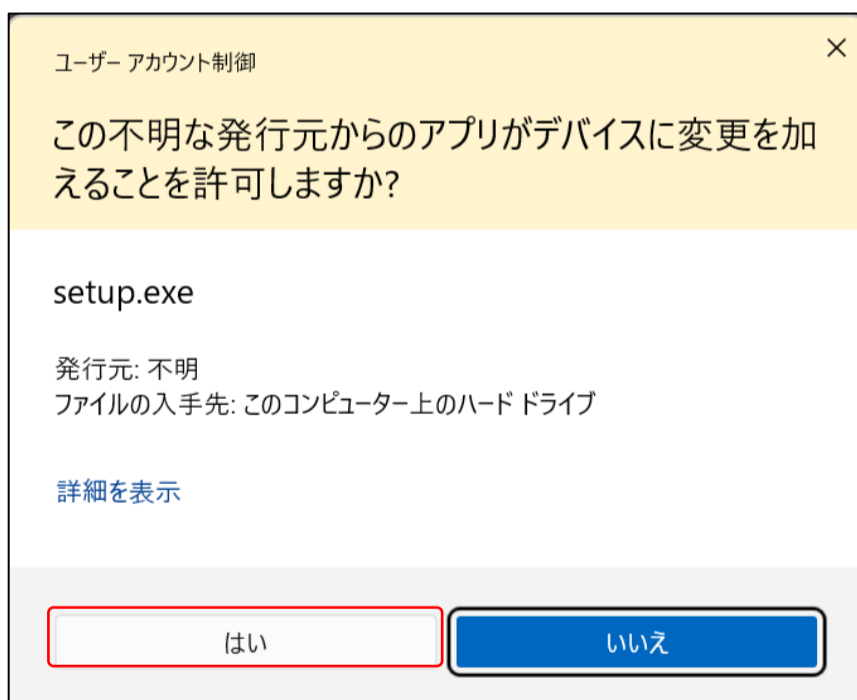 ユーザー アカウント制御
この不明な発行元からのアプリがデバイスに変更を加
えることを許可しますか?
setup.exe
発行元: 不明
ファイルの入手先: このコンピューター上のハード ドライブ
詳細を表示
はい
いいえ